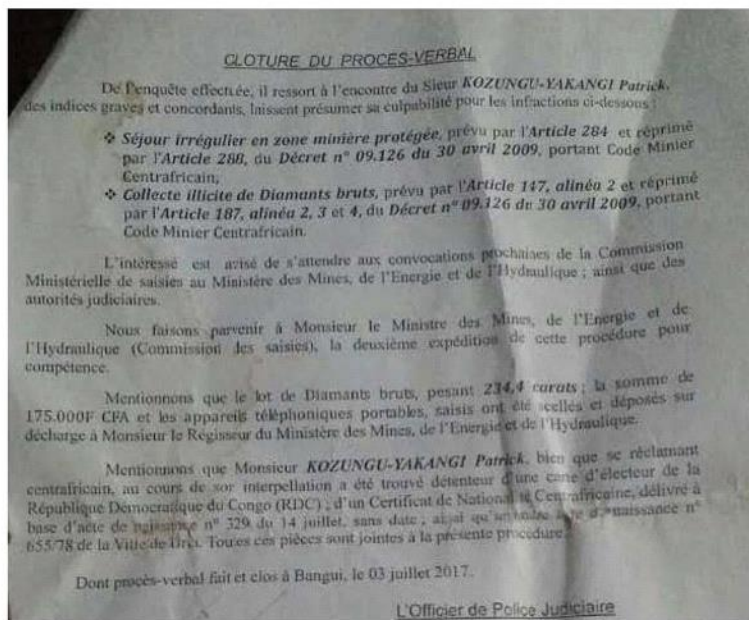 CLOTURE DU PROCES-VERBAL
De l'enquête effectuée, il ressort à l'encontre du Sieur KOZUNGU-YAKANGI Patrick,
des indices graves et concordants, laissent présumer sa culpabilité pour les infractions ci-dessous :
❖ Séjour irrégulier en zone minière protégée, prévu par l'Article 284 et réprimé
par l'Article 288, du Décret n° 09.126 du 30 avril 2009, portant Code Minier
Centrafricain;
❖ Collecte illicite de Diamants bruts, prévu par l'Article 147, alinéa 2 et réprimé
par l'Article 187, alinéa 2, 3 et 4, du Décret n° 09.126 du 30 avril 2009, portant
Code Minier Centrafricain.
L'intéressé est avisé de s'attendre aux convocations prochaines de la Commission
Ministérielle de saisies au Ministère des Mines, de l'Energie et de l'Hydraulique ; ainsi que des
autorités judiciaires.
Nous faisons parvenir à Monsieur le Ministre des Mines, de l'Energie et de
l'Hydraulique (Commission des saisies), la deuxième expédition de cette procédure pour
compétence.
Mentionnons que le lot de Diamants bruts, pesant 234,4 carats ; la somme de
175.000F CFA et les appareils téléphoniques portables, saisis ont été scellés et déposés sur
décharge à Monsieur le Régisseur du Ministère des Mines, de l'Energie et de l'Hydraulique.
Mentionnons que Monsieur KOZUNGU-YAKANGI Patrick, bien que se réclamant
centrafricain, au cours de son interpellation a été trouvé détenteur d'une carte d'électeur de la
République Démocratique du Congo (RDC) ; d'un Certificat de Nationalité Centrafricaine, délivré à
base d'acte de naissance n° 329 du 14 juillet, sans date ; ainsi qu'un d'naissance n°
655/78 de la Ville de Toutes ces pièces sont jointes à la présente procédure.
Dont procès-verbal fait et clos à Bangui, le 03 juillet 2017.
L'Officier de Police Judiciaire